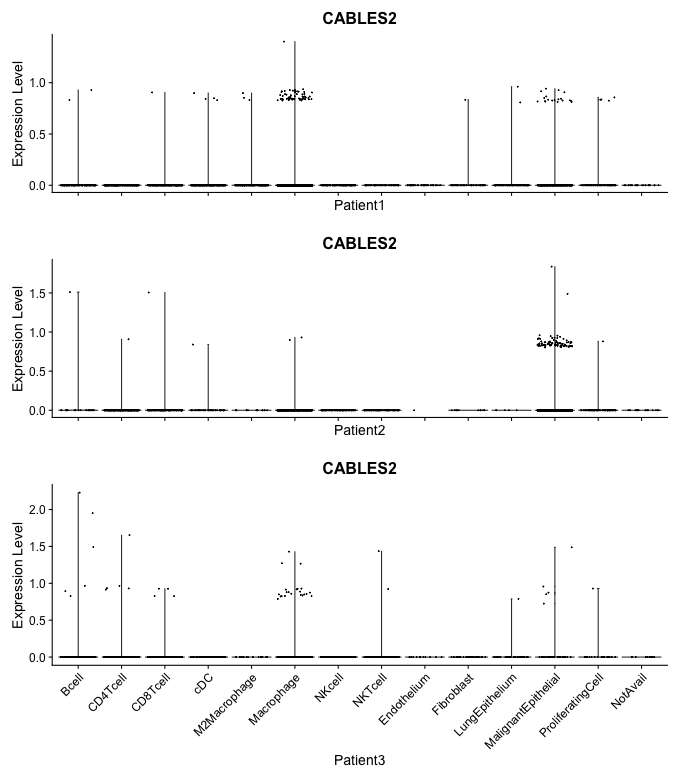 CABLES2
Expression Level
1.0
0.5
0.0
Patient1
CABLES2
Expression Level
1.5
1.0
0.5
0.0
Patient2
CABLES2
Expression Level
2.0
1.5
1.0
0.5
0.0
Bcell
CD4Tcell
CD8Tcell
cDC
M2Macrophage
Macrophage
NKcell
NKTcell
Endothelium
Fibroblast
LungEpithelium
MalignantEpithelial
ProliferatingCell
NotAvail
Patient3